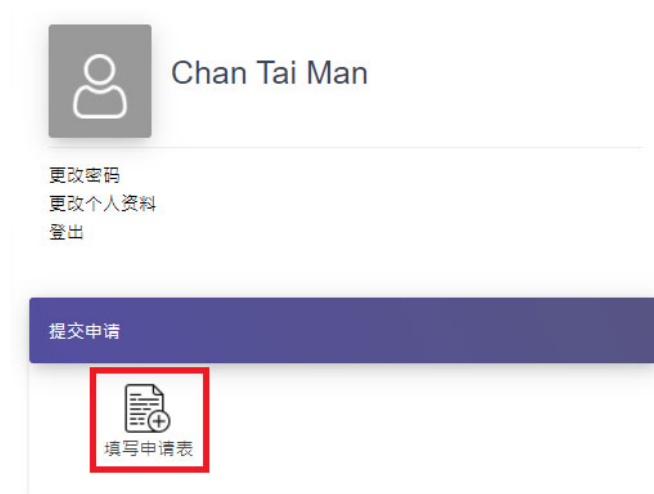 Chan Tai Man
更改密码
更改个人资料
登出
提交申请
填写申请表